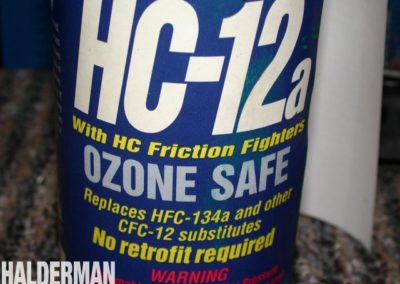 HC-12a
With HC Friction Fighters
OZONE SAFE
Replaces HFC-134a and other
CFC-12 substitutes
No retrofit required
WARNING
Pressure
HALDERMAN